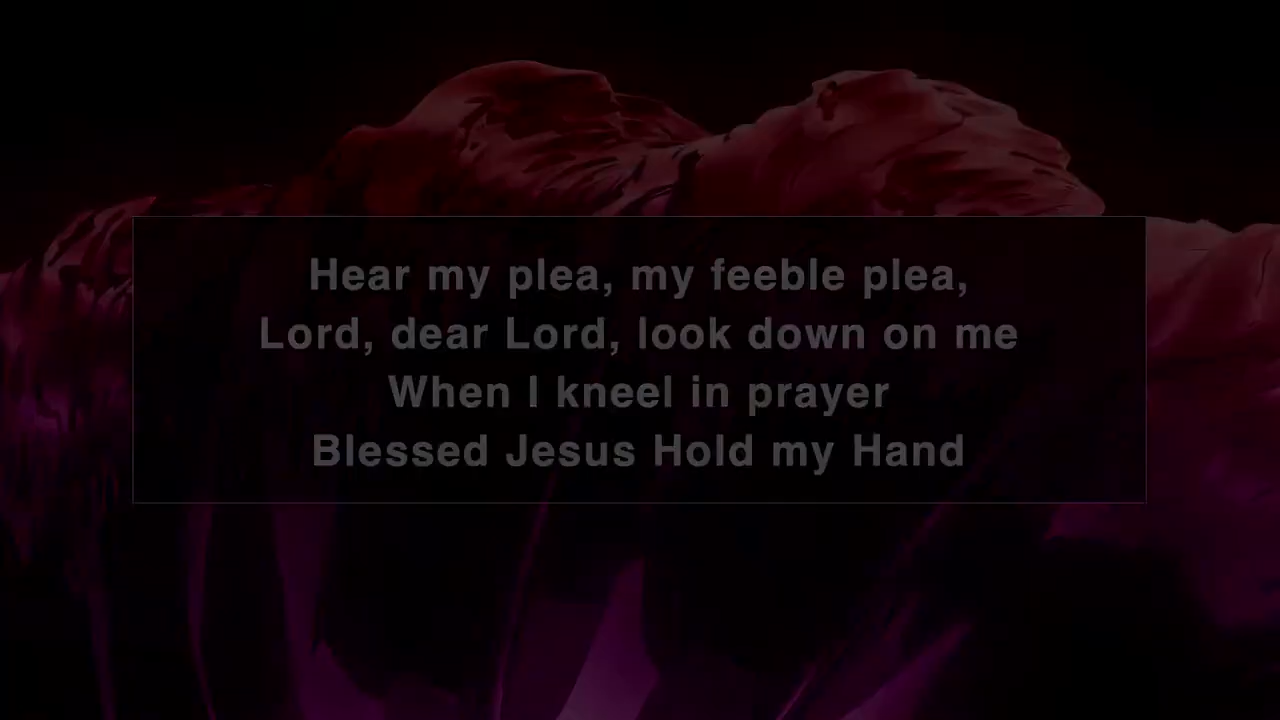 Hear my plea, my feeble plea,
Lord, dear Lord, look down on me
When I kneel in prayer
Blessed Jesus Hold my Hand